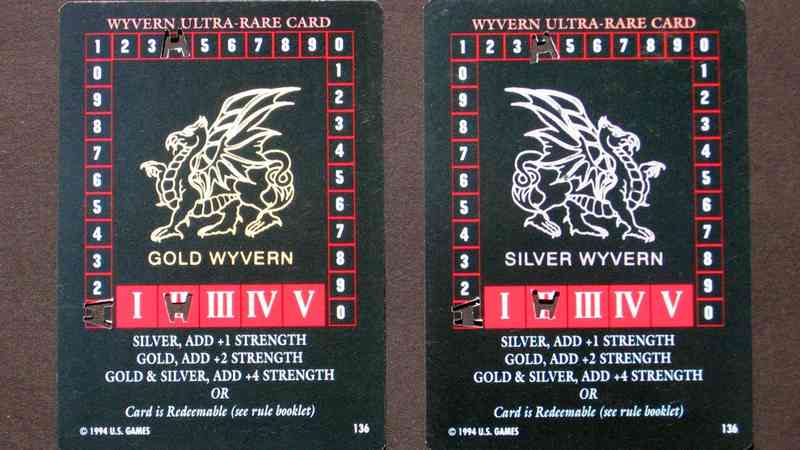 WYVERN ULTRA-RARE CARD
1 2 3 5 6 7 8 9 0
0 1
9 2
8 3
7 4
6 5
5 6
4 7
3 8
2 9
GOLD WYVERN
I III IV V 0
SILVER, ADD +1 STRENGTH
GOLD, ADD +2 STRENGTH
GOLD & SILVER, ADD +4 STRENGTH
OR
Card is Redeemable (see rule booklet)
© 1994 U.S. GAMES 136
WYVERN ULTRA-RARE CARD
1 2 3 5 6 7 8 9 0
0 1
9 2
8 3
7 4
6 5
5 6
4 7
3 8
2 9
SILVER WYVERN
I III IV V 0
SILVER, ADD +1 STRENGTH
GOLD, ADD +2 STRENGTH
GOLD & SILVER, ADD +4 STRENGTH
OR
Card is Redeemable (see rule booklet)
© 1994 U.S. GAMES 136